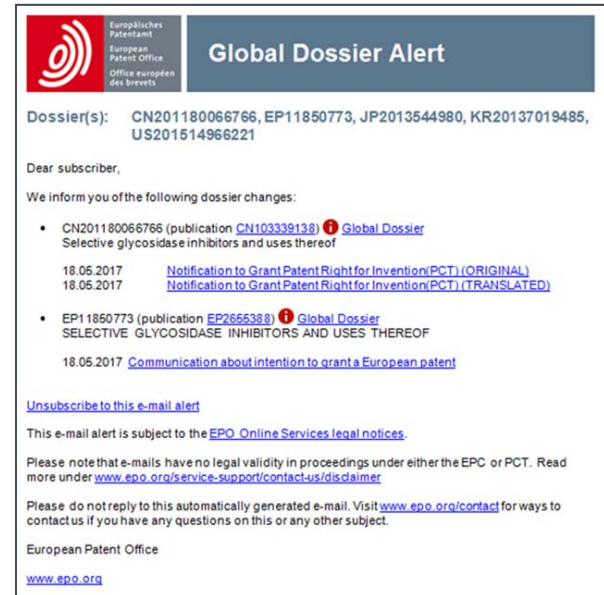 Europäisches
Patentamt
European
Patent Office
Office européen
des brevets
Global Dossier Alert
Dossier(s): CN201180066766, EP11850773, JP2013544980, KR20137019485,
US201514966221
Dear subscriber,
We inform you of the following dossier changes:
• CN201180066766 (publication CN103339138) i Global Dossier
Selective glycosidase inhibitors and uses thereof
18.05.2017 Notification to Grant Patent Right for Invention(PCT) (ORIGINAL)
18.05.2017 Notification to Grant Patent Right for Invention(PCT) (TRANSLATED)
• EP11850773 (publication EP2655388) i Global Dossier
SELECTIVE GLYCOSIDASE INHIBITORS AND USES THEREOF
18.05.2017 Communication about intention to grant a European patent
Unsubscribe to this e-mail alert
This e-mail alert is subject to the EPO Online Services legal notices.
Please note that e-mails have no legal validity in proceedings under either the EPC or PCT. Read
more under www.epo.org/service-support/contact-us/disclaimer
Please do not reply to this automatically generated e-mail. Visit www.epo.org/contact for ways to
contact us if you have any questions on this or any other subject.
European Patent Office
www.epo.org